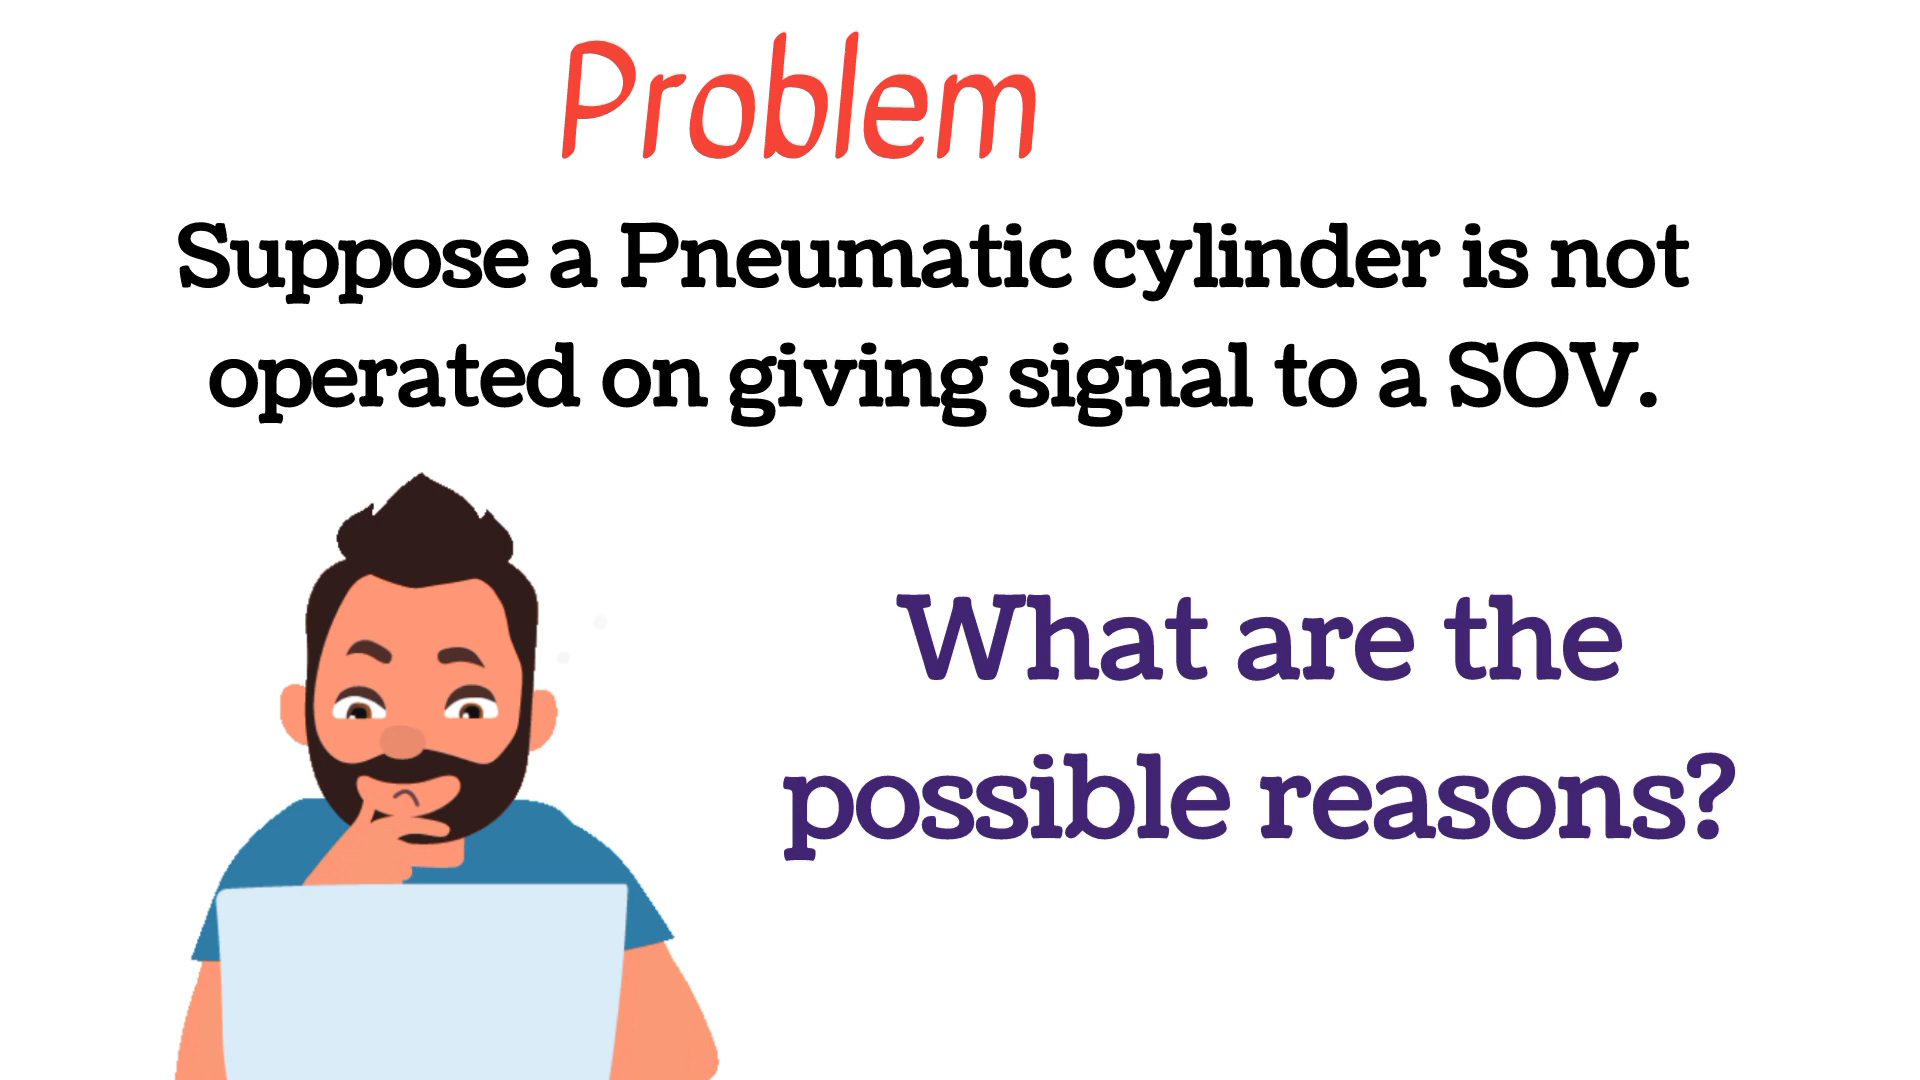 Problem
Suppose a Pneumatic cylinder is not
operated on giving signal to a SOV.
What are the
possible reasons?